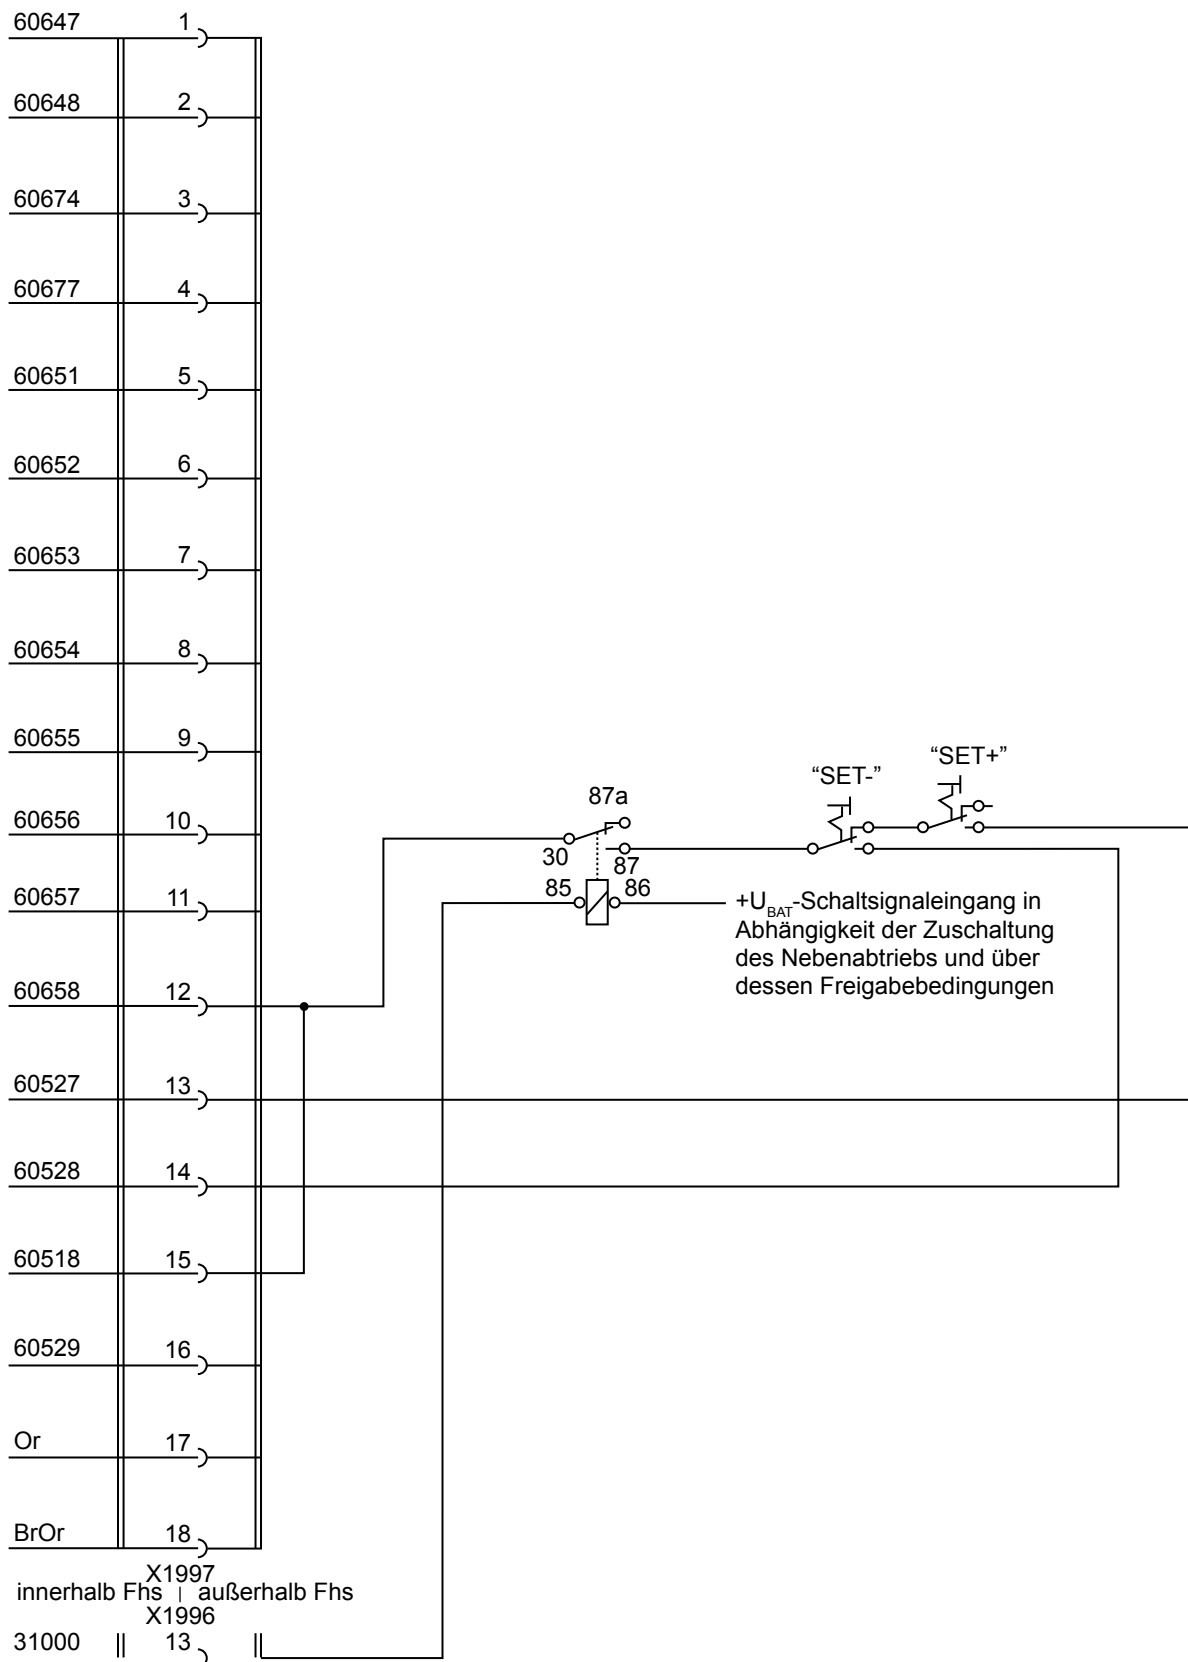 60647 1
60648 2
60674 3
60677 4
60651 5
60652 6
60653 7
60654 8
60655 9
“SET-” “SET+”
60656 10
87a
30 87
60657 11
85 86
+UBAT-Schaltsignaleingang in
Abhängigkeit der Zuschaltung
des Nebenabtriebs und über
dessen Freigabebedingungen
60658 12
60527 13
60528 14
60518 15
60529 16
Or 17
BrOr 18
X1997
innerhalb Fhs | außerhalb Fhs
X1996
31000 13